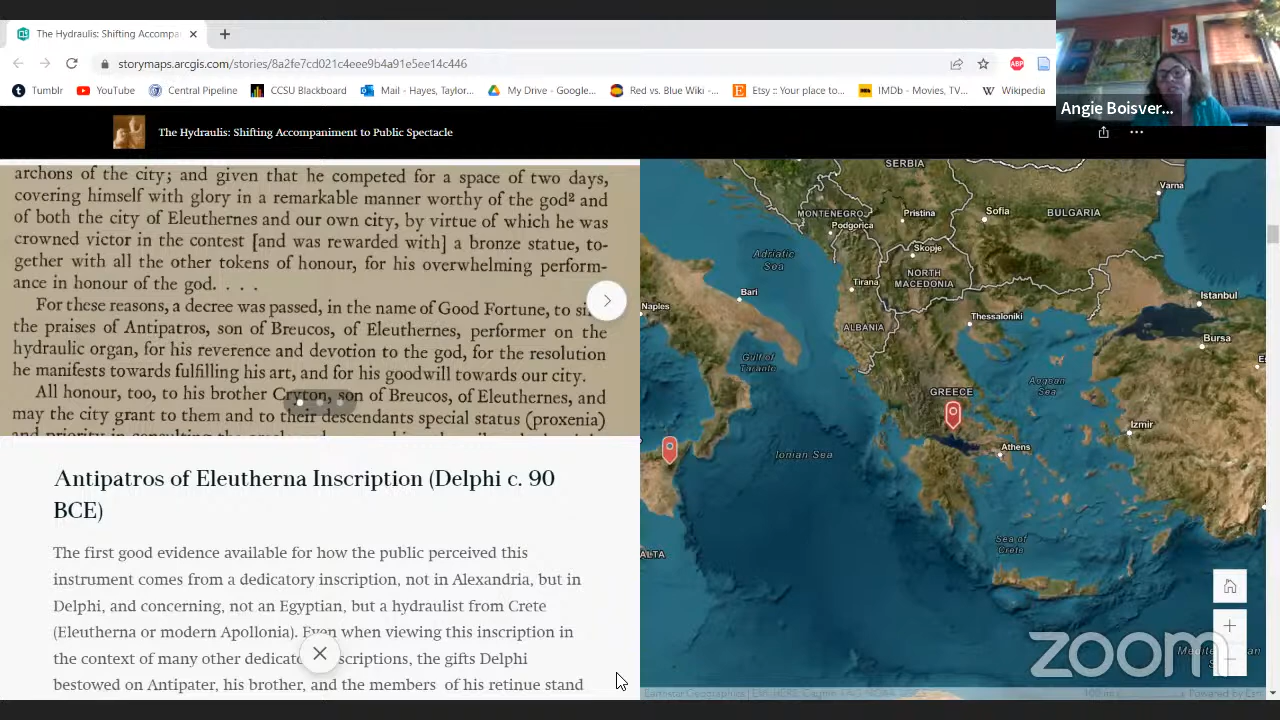 The Hydraulis: Shifting Accompa
storymaps.arcgis.com/stories/8a2fe7cd021c4eee9b4a91e5ee14c446
ABP
Tumblr
YouTube
Central Pipeline
CCSU Blackboard
Mail - Hayes, Taylor...
My Drive - Google...
Red vs. Blue Wiki -...
Etsy :: Your place to...
IMDb - Movies, TV...
Wikipedia
Angie Boisver...
The Hydraulis: Shifting Accompaniment to Public Spectacle
archons of the city; and given that he competed for a space of two days,
covering himself with glory in a remarkable manner worthy of the god² and
of both the city of Eleuthernes and our own city, by virtue of which he was
crowned victor in the contest [and was rewarded with] a bronze statue, to-
gether with all the other tokens of honour, for his overwhelming perform-
ance in honour of the god. . . .
For these reasons, a decree was passed, in the name of Good Fortune, to
the praises of Antipatros, son of Breucos, of Eleuthernes, performer on the
hydraulic organ, for his reverence and devotion to the god, for the resolution
he manifests towards fulfilling his art, and for his goodwill towards our city.
All honour, too, to his brother Cryton, son of Breucos, of Eleuthernes, and
may the city grant to them and to their descendants special status (proxenia)
Antipatros of Eleutherna Inscription (Delphi c. 90
BCE)
The first good evidence available for how the public perceived this
instrument comes from a dedicatory inscription, not in Alexandria, but in
Delphi, and concerning, not an Egyptian, but a hydraulist from Crete
(Eleutherna or modern Apollonia). Even when viewing this inscription in
the context of many other dedicato scriptions, the gifts Delphi
bestowed on Antipater, his brother, and the members of his retinue stand
SERBIA
Varna
MONTENEGRO
Pristina
Sofia
BULGARIA
Podgorica
Skopje
Adriatic
Sea
NORTH
MACEDONIA
Tirana
Bari
Istanbul
Naples
Thessaloniki
ALBANIA
Bursa
Gulf of
Taranto
Aegean
Sea
GREECE
Izmir
Athens
Ionian Sea
Sea of
Crete
ALTA
zoom
Powered by Esri